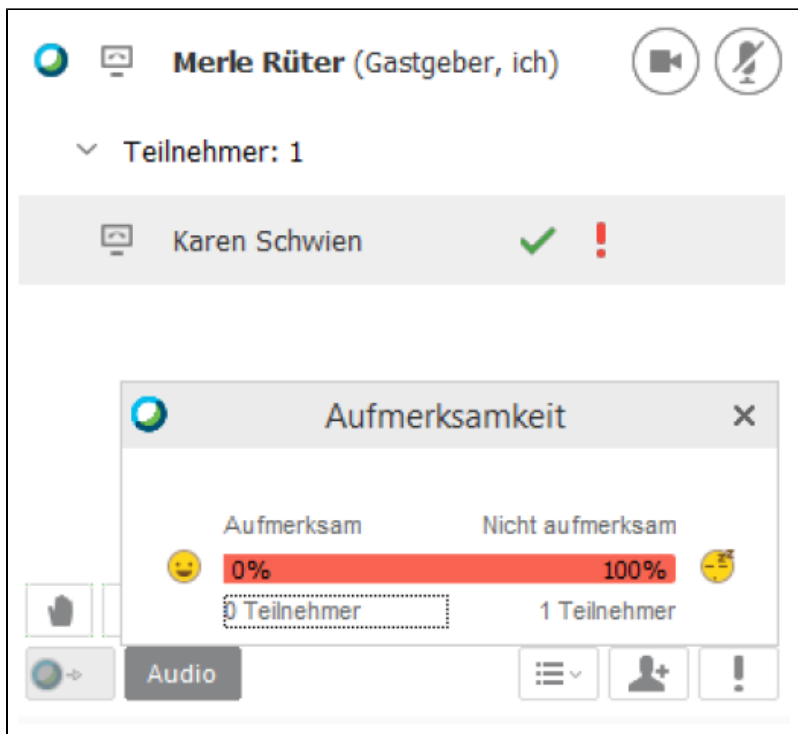 Merle Rüter (Gastgeber, ich)
Teilnehmer: 1
Karen Schwien
Aufmerksamkeit
Aufmerksam Nicht aufmerksam
0% 100%
0 Teilnehmer 1 Teilnehmer
Audio